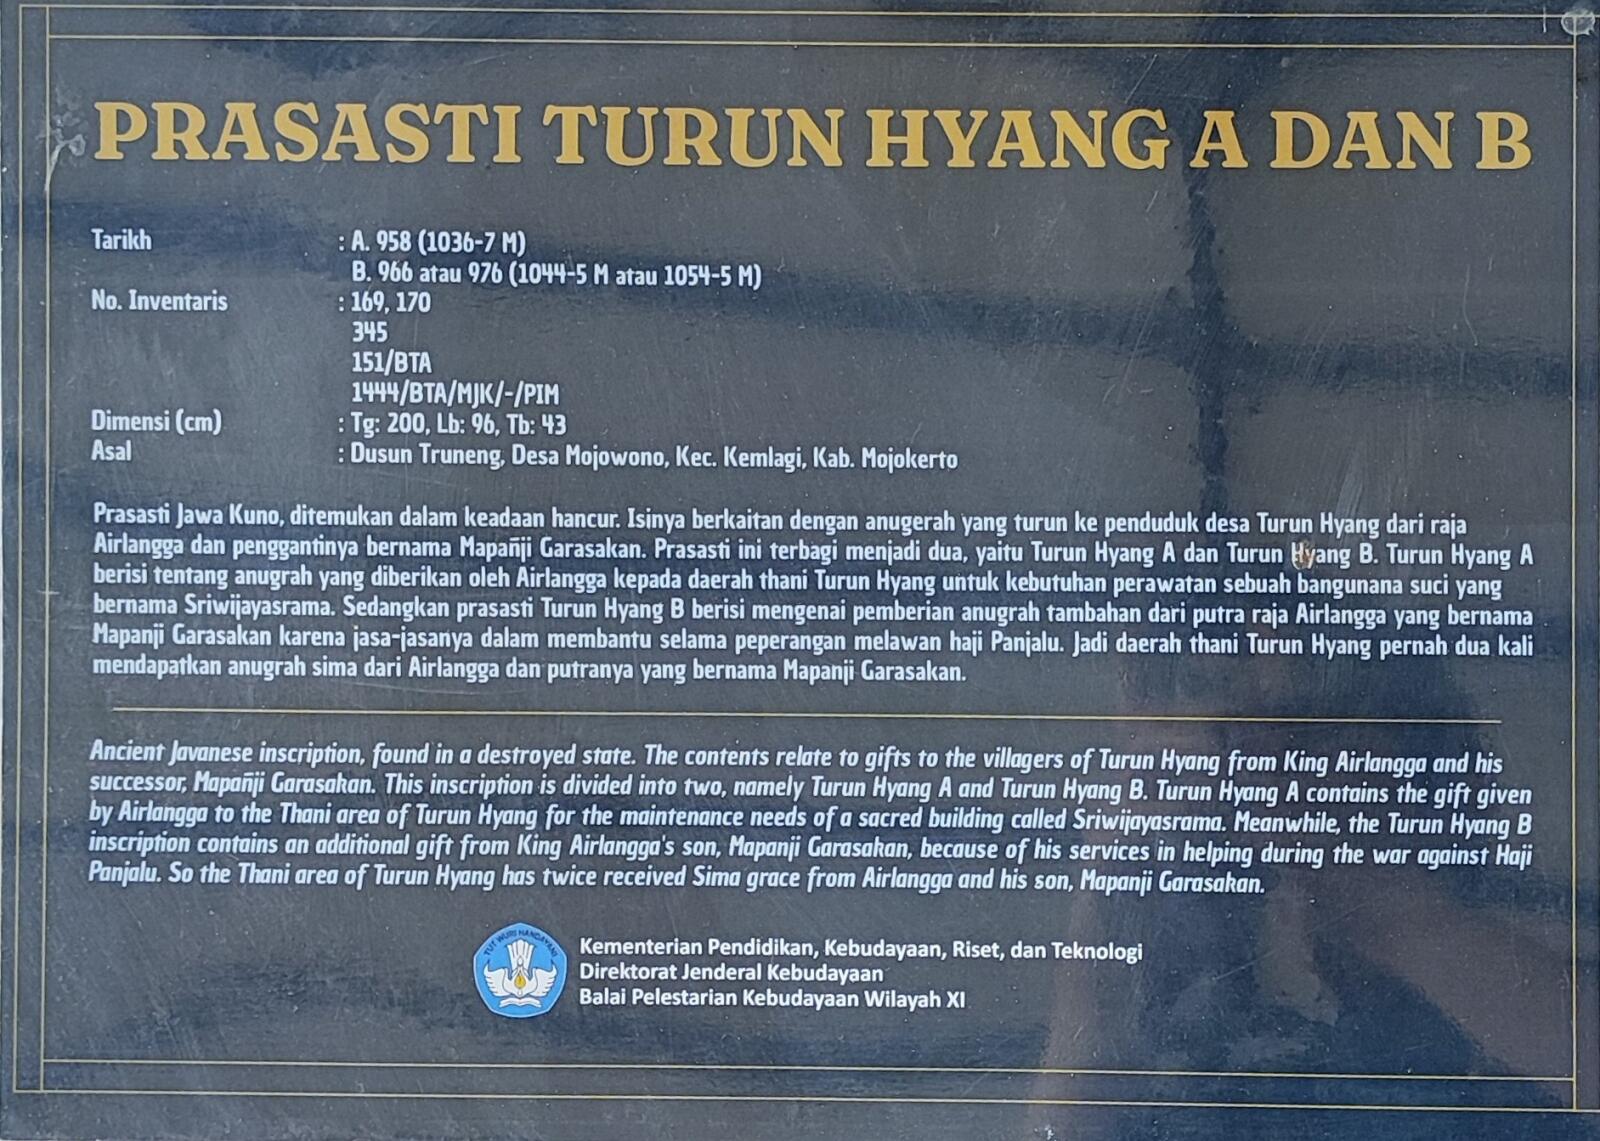 PRASASTI TURUN HYANG A DAN B
Tarikh : A. 958 (1036-7 M)
B. 966 atau 976 (1044-5 M atau 1054-5 M)
No. Inventaris : 169, 170
345
151/BTA
1444/BTA/MJK/-/PIM
Dimensi (cm) : Tg: 200, Lb: 96, Tb: 43
Asal : Dusun Truneng, Desa Mojowono, Kec. Kemlagi, Kab. Mojokerto
Prasasti Jawa Kuno, ditemukan dalam keadaan hancur. Isinya berkaitan dengan anugerah yang turun ke penduduk desa Turun Hyang dari raja
Airlangga dan penggantinya bernama Mapañji Garasakan. Prasasti ini terbagi menjadi dua, yaitu Turun Hyang A dan Turun Hyang B. Turun Hyang A
berisi tentang anugrah yang diberikan oleh Airlangga kepada daerah thani Turun Hyang untuk kebutuhan perawatan sebuah bangunana suci yang
bernama Sriwijayasrama. Sedangkan prasasti Turun Hyang B berisi mengenai pemberian anugrah tambahan dari putra raja Airlangga yang bernama
Mapanji Garasakan karena jasa-jasanya dalam membantu selama peperangan melawan haji Panjalu. Jadi daerah thani Turun Hyang pernah dua kali
mendapatkan anugrah sima dari Airlangga dan putranya yang bernama Mapanji Garasakan.
Ancient Javanese inscription, found in a destroyed state. The contents relate to gifts to the villagers of Turun Hyang from King Airlangga and his
successor, Mapañji Garasakan. This inscription is divided into two, namely Turun Hyang A and Turun Hyang B. Turun Hyang A contains the gift given
by Airlangga to the Thani area of Turun Hyang for the maintenance needs of a sacred building called Sriwijayasrama. Meanwhile, the Turun Hyang B
inscription contains an additional gift from King Airlangga's son, Mapanji Garasakan, because of his services in helping during the war against Haji
Panjalu. So the Thani area of Turun Hyang has twice received Sima grace from Airlangga and his son, Mapanji Garasakan.
TUT WURI HANDAYANI
Kementerian Pendidikan, Kebudayaan, Riset, dan Teknologi
Direktorat Jenderal Kebudayaan
Balai Pelestarian Kebudayaan Wilayah XI